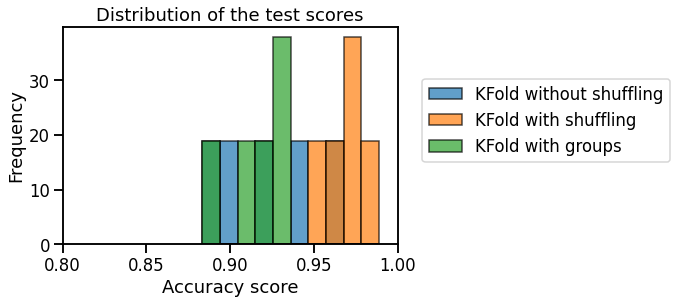 Distribution of the test scores
Frequency
30
20
10
0
0.80 0.85 0.90 0.95 1.00
Accuracy score
KFold without shuffling
KFold with shuffling
KFold with groups